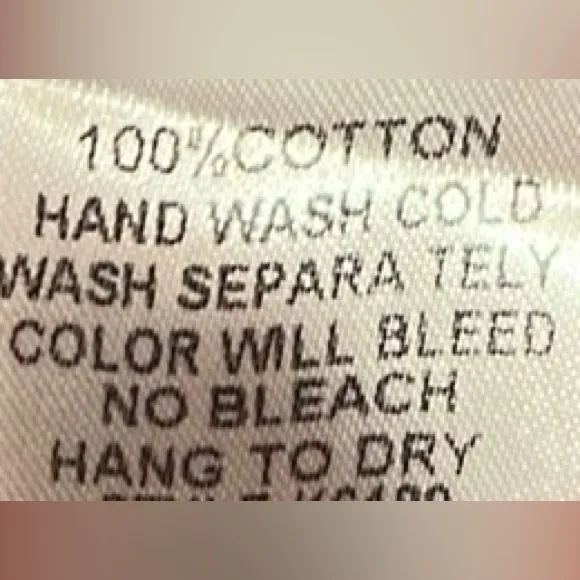 100%COTTON
HAND WASH COLD
WASH SEPARA TELY
COLOR WILL BLEED
NO BLEACH
HANG TO DRY